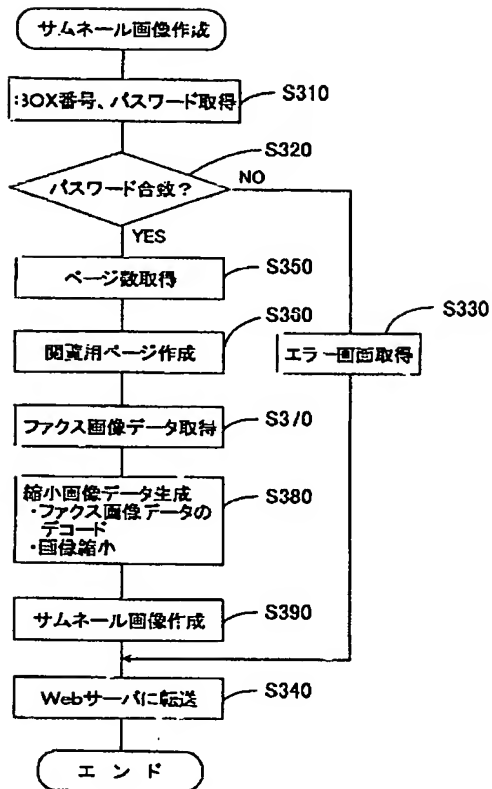 サムネール画像作成
BOX番号、パスワード取得
S310
S320
パスワード合致?
NO
YES
ページ数取得
S350
S360
閲覧用ページ作成
S330
エラー画面取得
ファクス画像データ取得
S370
縮小画像データ生成
・ファクス画像データの
デコード
・画像縮小
S380
サムネール画像作成
S390
Webサーバに転送
S340
エンド